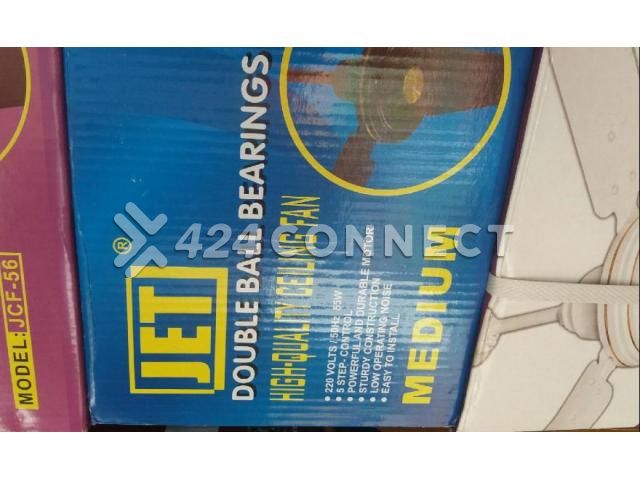 MODEL: JCF-56
JET®
DOUBLE BALL BEARINGS
HIGH-QUALITY CEILING FAN
• 220 VOLTS / 50HZ 85W
• 5 STEP- CONTROL
• POWERFUL AND DURABLE MOTOR
• STURDY CONSTRUCTION
• LOW OPERATING NOISE
• EASY TO INSTALL
MEDIUM
424CONNECT